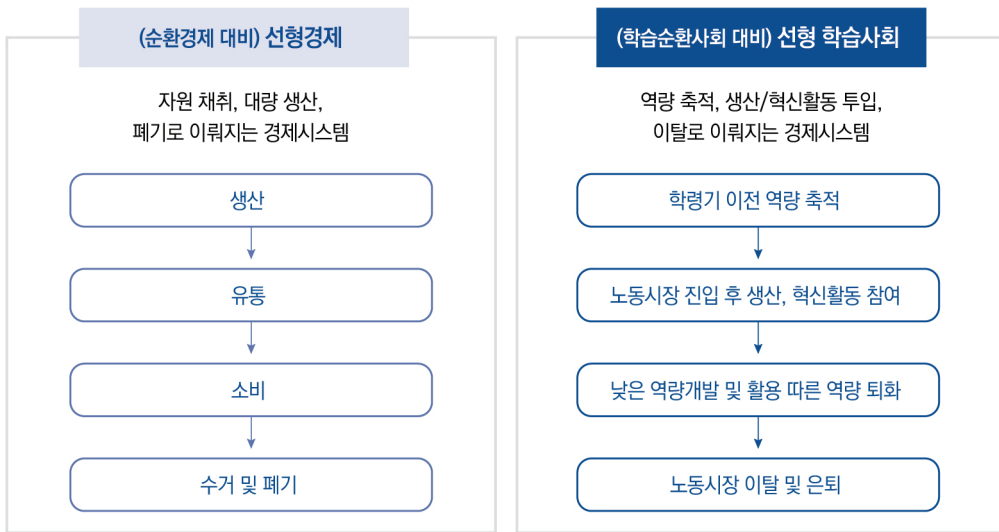 (순환경제 대비) 선형경제
자원 채취, 대량 생산,
폐기로 이뤄지는 경제시스템
생산
유통
소비
수거 및 폐기
(학습순환사회 대비) 선형 학습사회
역량 축적, 생산/혁신활동 투입,
이탈로 이뤄지는 경제시스템
학령기 이전 역량 축적
노동시장 진입 후 생산, 혁신활동 참여
낮은 역량개발 및 활용 따른 역량 퇴화
노동시장 이탈 및 은퇴